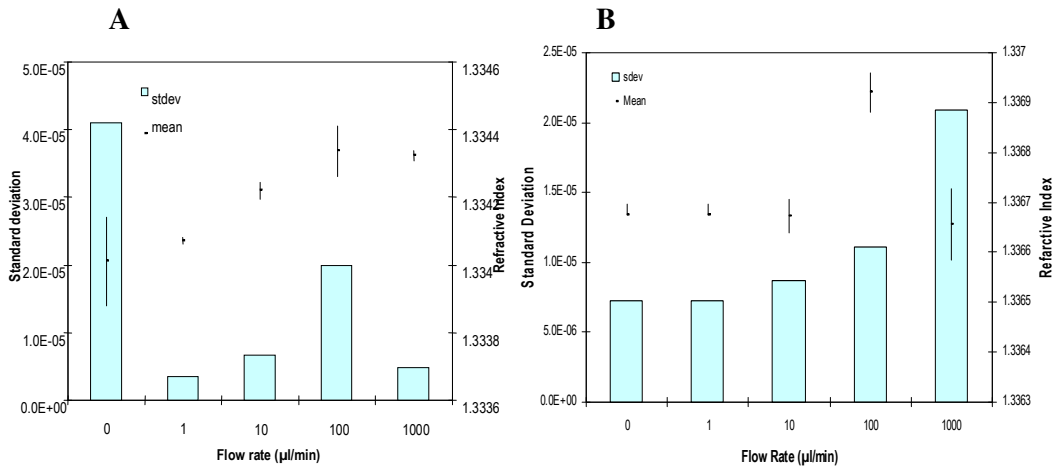 A
5.0E-05
4.0E-05
3.0E-05
2.0E-05
1.0E-05
0.0E+00
Standard deviation
stdev
mean
1.3346
1.3344
1.3342
1.334
1.3338
1.3336
Refractive Index
0 1 10 100 1000
Flow rate (µl/min)
B
2.5E-05
2.0E-05
1.5E-05
1.0E-05
5.0E-06
0.0E+00
Standard Deviation
sdev
Mean
1.337
1.3369
1.3368
1.3367
1.3366
1.3365
1.3364
1.3363
Refarctive Index
0 1 10 100 1000
Flow Rate (µl/min)